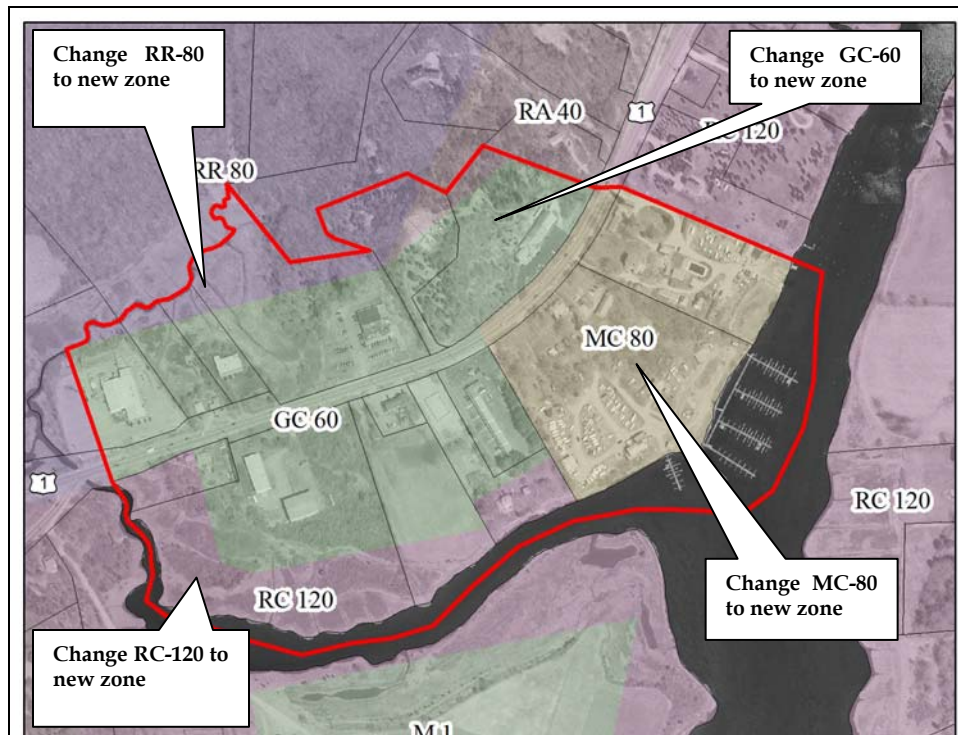 Change RR-80
to new zone
Change GC-60
to new zone
RA 40
1
RC 120
RR 80
MC 80
GC 60
1
RC 120
RC 120
Change MC-80
to new zone
Change RC-120 to
new zone
M 1